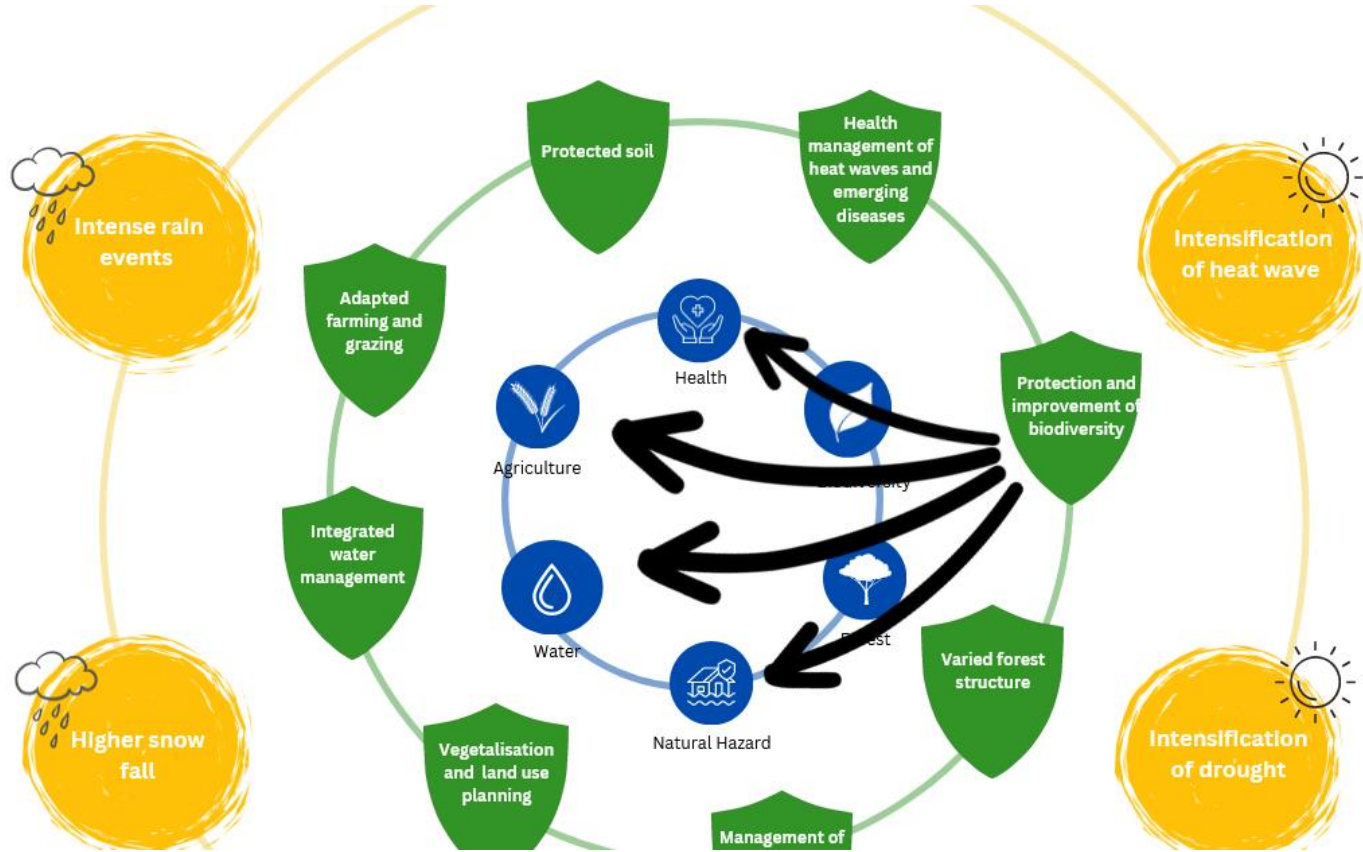 Protected soil
Health
management of
heat waves and
emerging
diseases
Intense rain
events
Intensification
of heat wave
Adapted
farming and
grazing
Health
Protection and
improvement of
biodiversity
Agriculture
Biodiversity
Integrated
water
management
Water
Forest
Varied forest
structure
Natural Hazard
Higher snow
fall
Vegetalisation
and land use
planning
Intensification
of drought
Management of